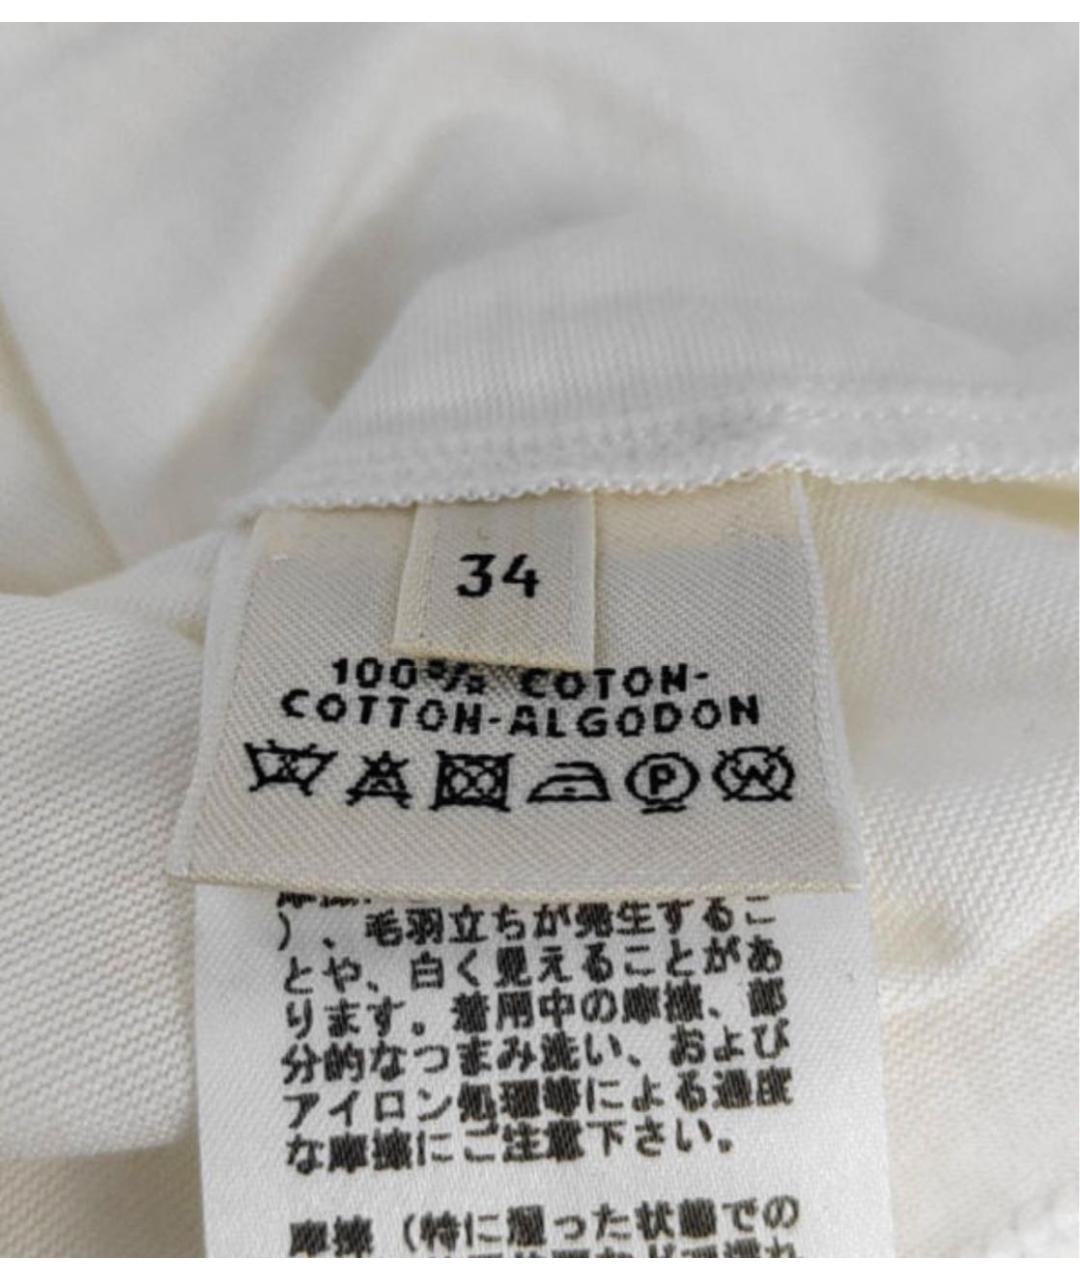 34
100% COTON-
COTTON-ALGODON
P W
)、毛羽立ちが発生するこ
とや、白く見えることがあ
ります。着用中の摩擦、部
分的なつまみ洗い、および
アイロン処理等による過度
な摩擦にご注意下さい。
摩擦（特に湿った状態での